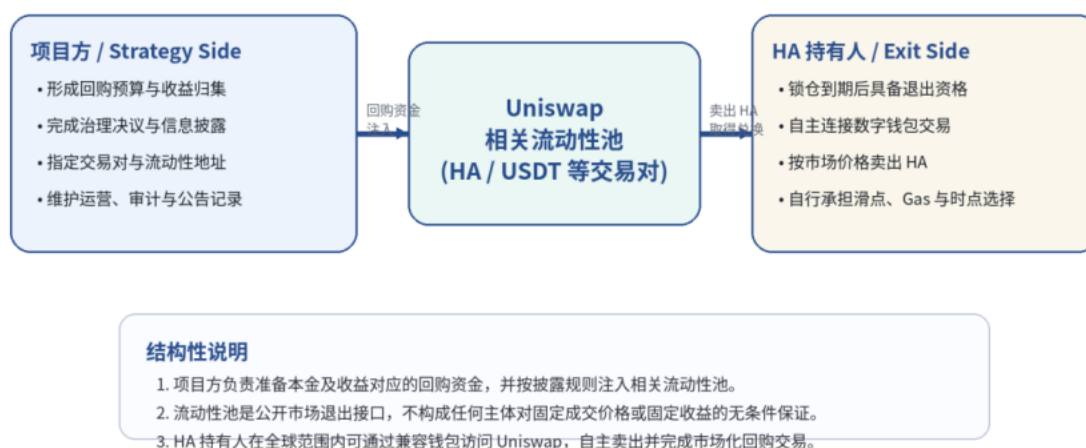 项目方 / Strategy Side
• 形成回购预算与收益归集
• 完成治理决议与信息披露
• 指定交易对与流动性地址
• 维护运营、审计与公告记录
回购资金
注入
Uniswap
相关流动性池
(HA / USDT 等交易对)
卖出 HA
取得兑换
HA 持有人 / Exit Side
• 锁仓到期后具备退出资格
• 自主连接数字钱包交易
• 按市场价格卖出 HA
• 自行承担滑点、Gas 与时点选择
结构性说明
1. 项目方负责准备本金及收益对应的回购资金，并按披露规则注入相关流动性池。
2. 流动性池是公开市场退出接口，不构成任何主体对固定成交价格或固定收益的无条件保证。
3. HA 持有人在全球范围内可通过兼容钱包访问 Uniswap，自主卖出并完成市场化回购交易。